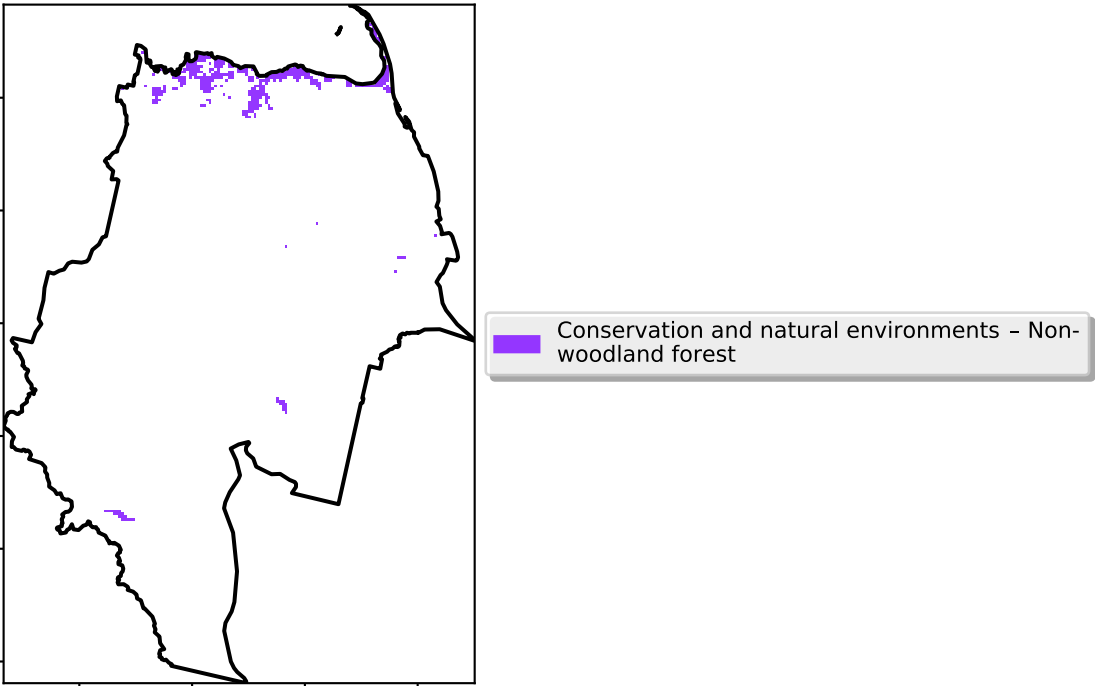 Conservation and natural environments – Non-
woodland forest